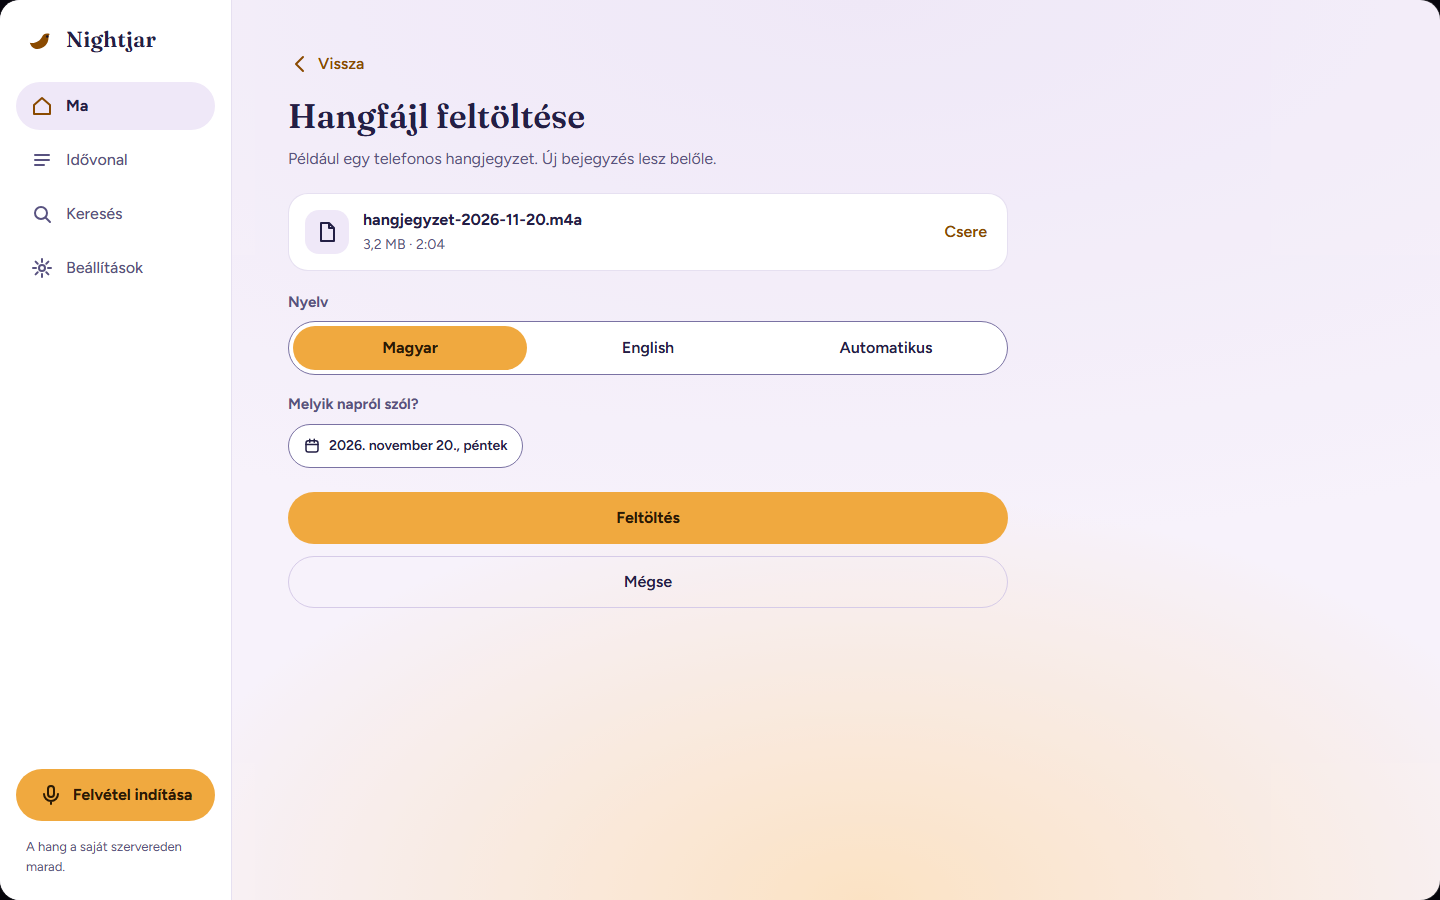 Nightjar
Ma
Idővonal
Keresés
Beállítások
Felvétel indítása
A hang a saját szervereden
marad.
Vissza
Hangfájl feltöltése
Például egy telefonos hangjegyzet. Új bejegyzés lesz belőle.
hangjegyzet-2026-11-20.m4a
3,2 MB · 2:04
Csere
Nyelv
Magyar
English
Automatikus
Melyik napról szól?
2026. november 20., péntek
Feltöltés
Mégse